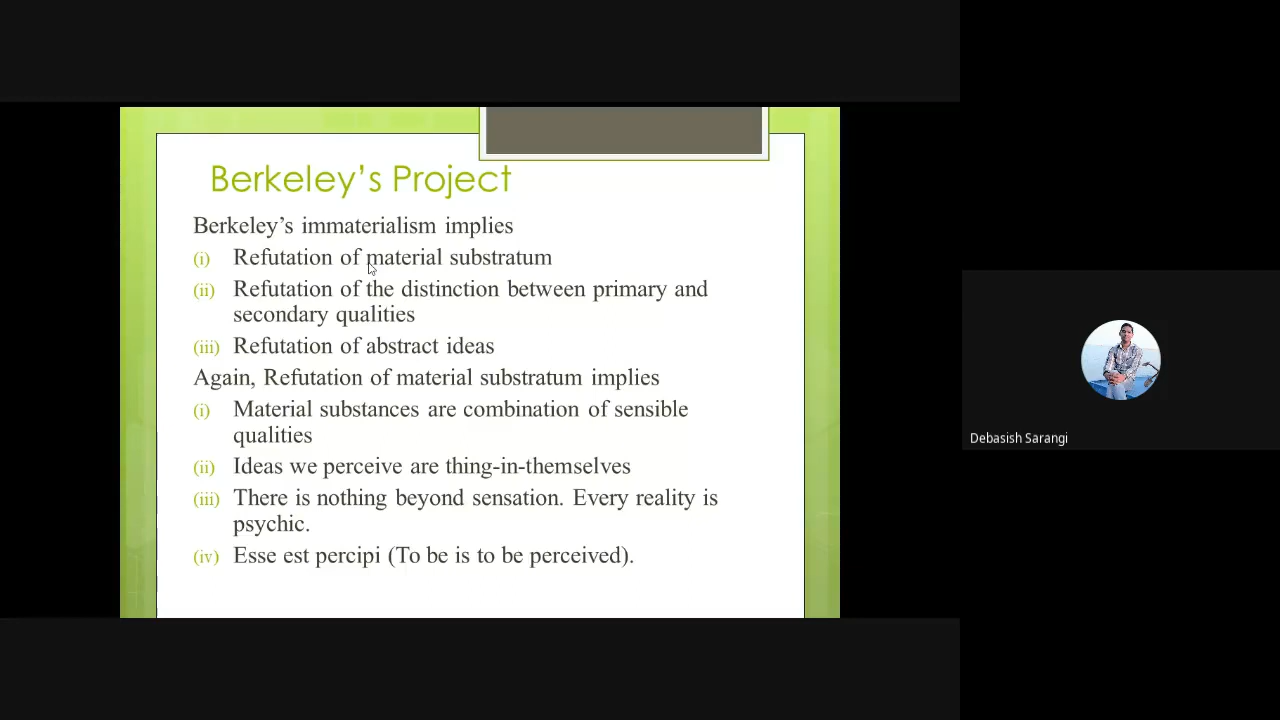 Berkeley’s Project
Berkeley’s immaterialism implies
(i) Refutation of material substratum
(ii) Refutation of the distinction between primary and
secondary qualities
(iii) Refutation of abstract ideas
Again, Refutation of material substratum implies
(i) Material substances are combination of sensible
qualities
(ii) Ideas we perceive are thing-in-themselves
(iii) There is nothing beyond sensation. Every reality is
psychic.
(iv) Esse est percipi (To be is to be perceived).
Debasish Sarangi